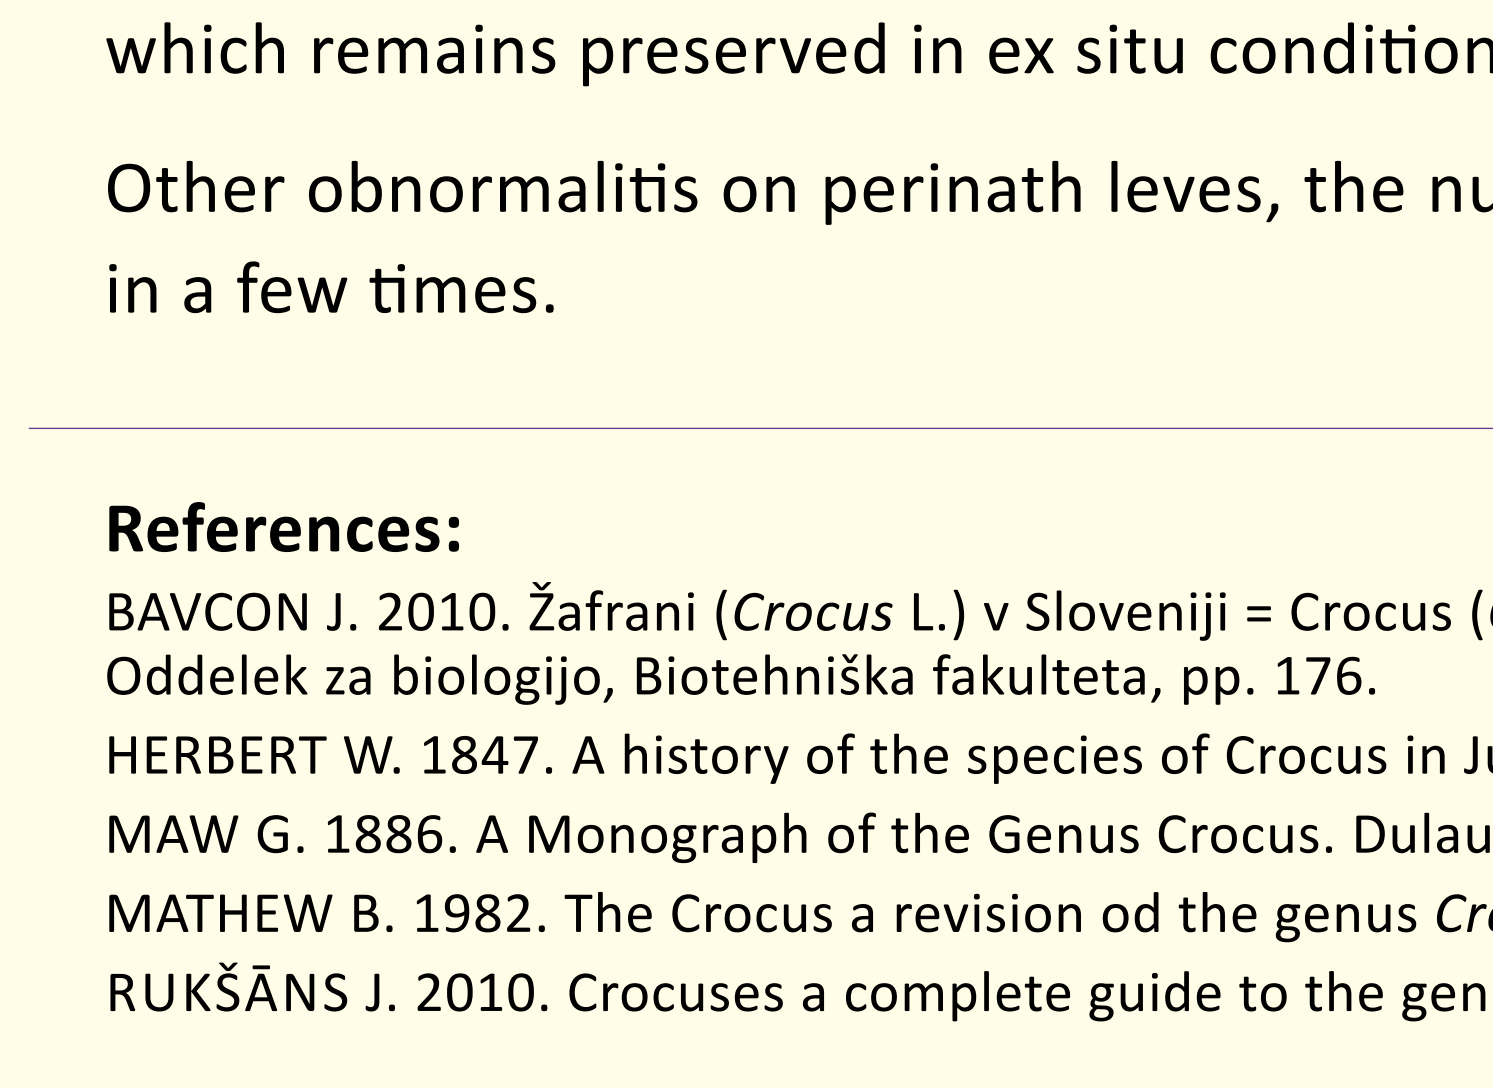 which remains preserved in ex situ condition
Other obnormalitis on perinath leves, the nu
in a few times.
References:
BAVCON J. 2010. Žafrani (Crocus L.) v Sloveniji = Crocus (
Oddelek za biologijo, Biotehniška fakulteta, pp. 176.
HERBERT W. 1847. A history of the species of Crocus in Ju
MAW G. 1886. A Monograph of the Genus Crocus. Dulau
MATHEW B. 1982. The Crocus a revision od the genus Cro
RUKŠĀNS J. 2010. Crocuses a complete guide to the gen